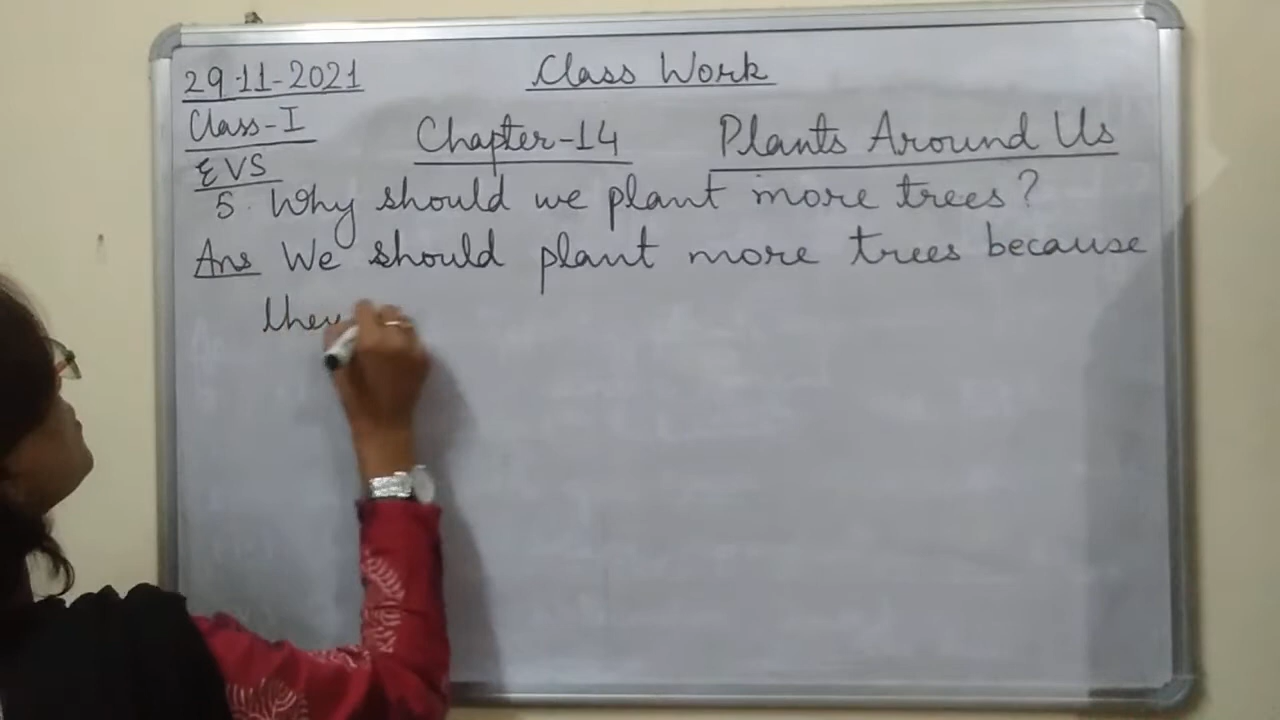 29-11-2021 Class Work
Class-I
Chapter-14 Plants Around Us
EVS
5. Why should we plant more trees?
Ans We should plant more trees because
they